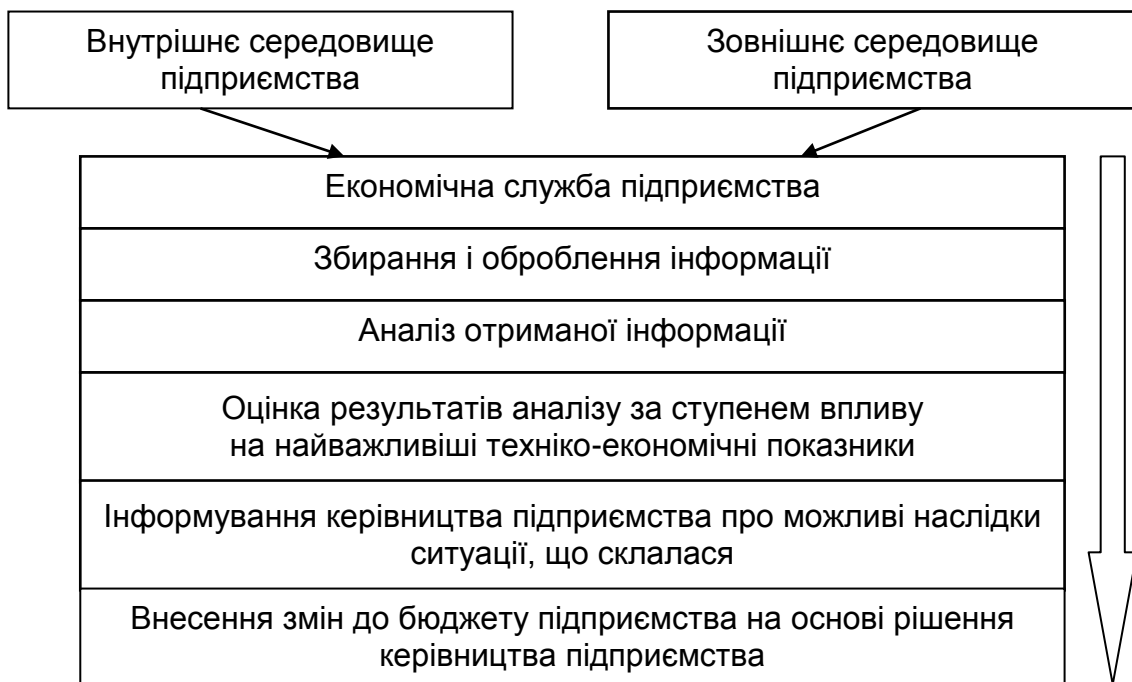 Внутрішнє середовище
підприємства
Зовнішнє середовище
підприємства
Економічна служба підприємства
Збирання і оброблення інформації
Аналіз отриманої інформації
Оцінка результатів аналізу за ступенем впливу
на найважливіші техніко-економічні показники
Інформування керівництва підприємства про можливі наслідки
ситуації, що склалася
Внесення змін до бюджету підприємства на основі рішення
керівництва підприємства